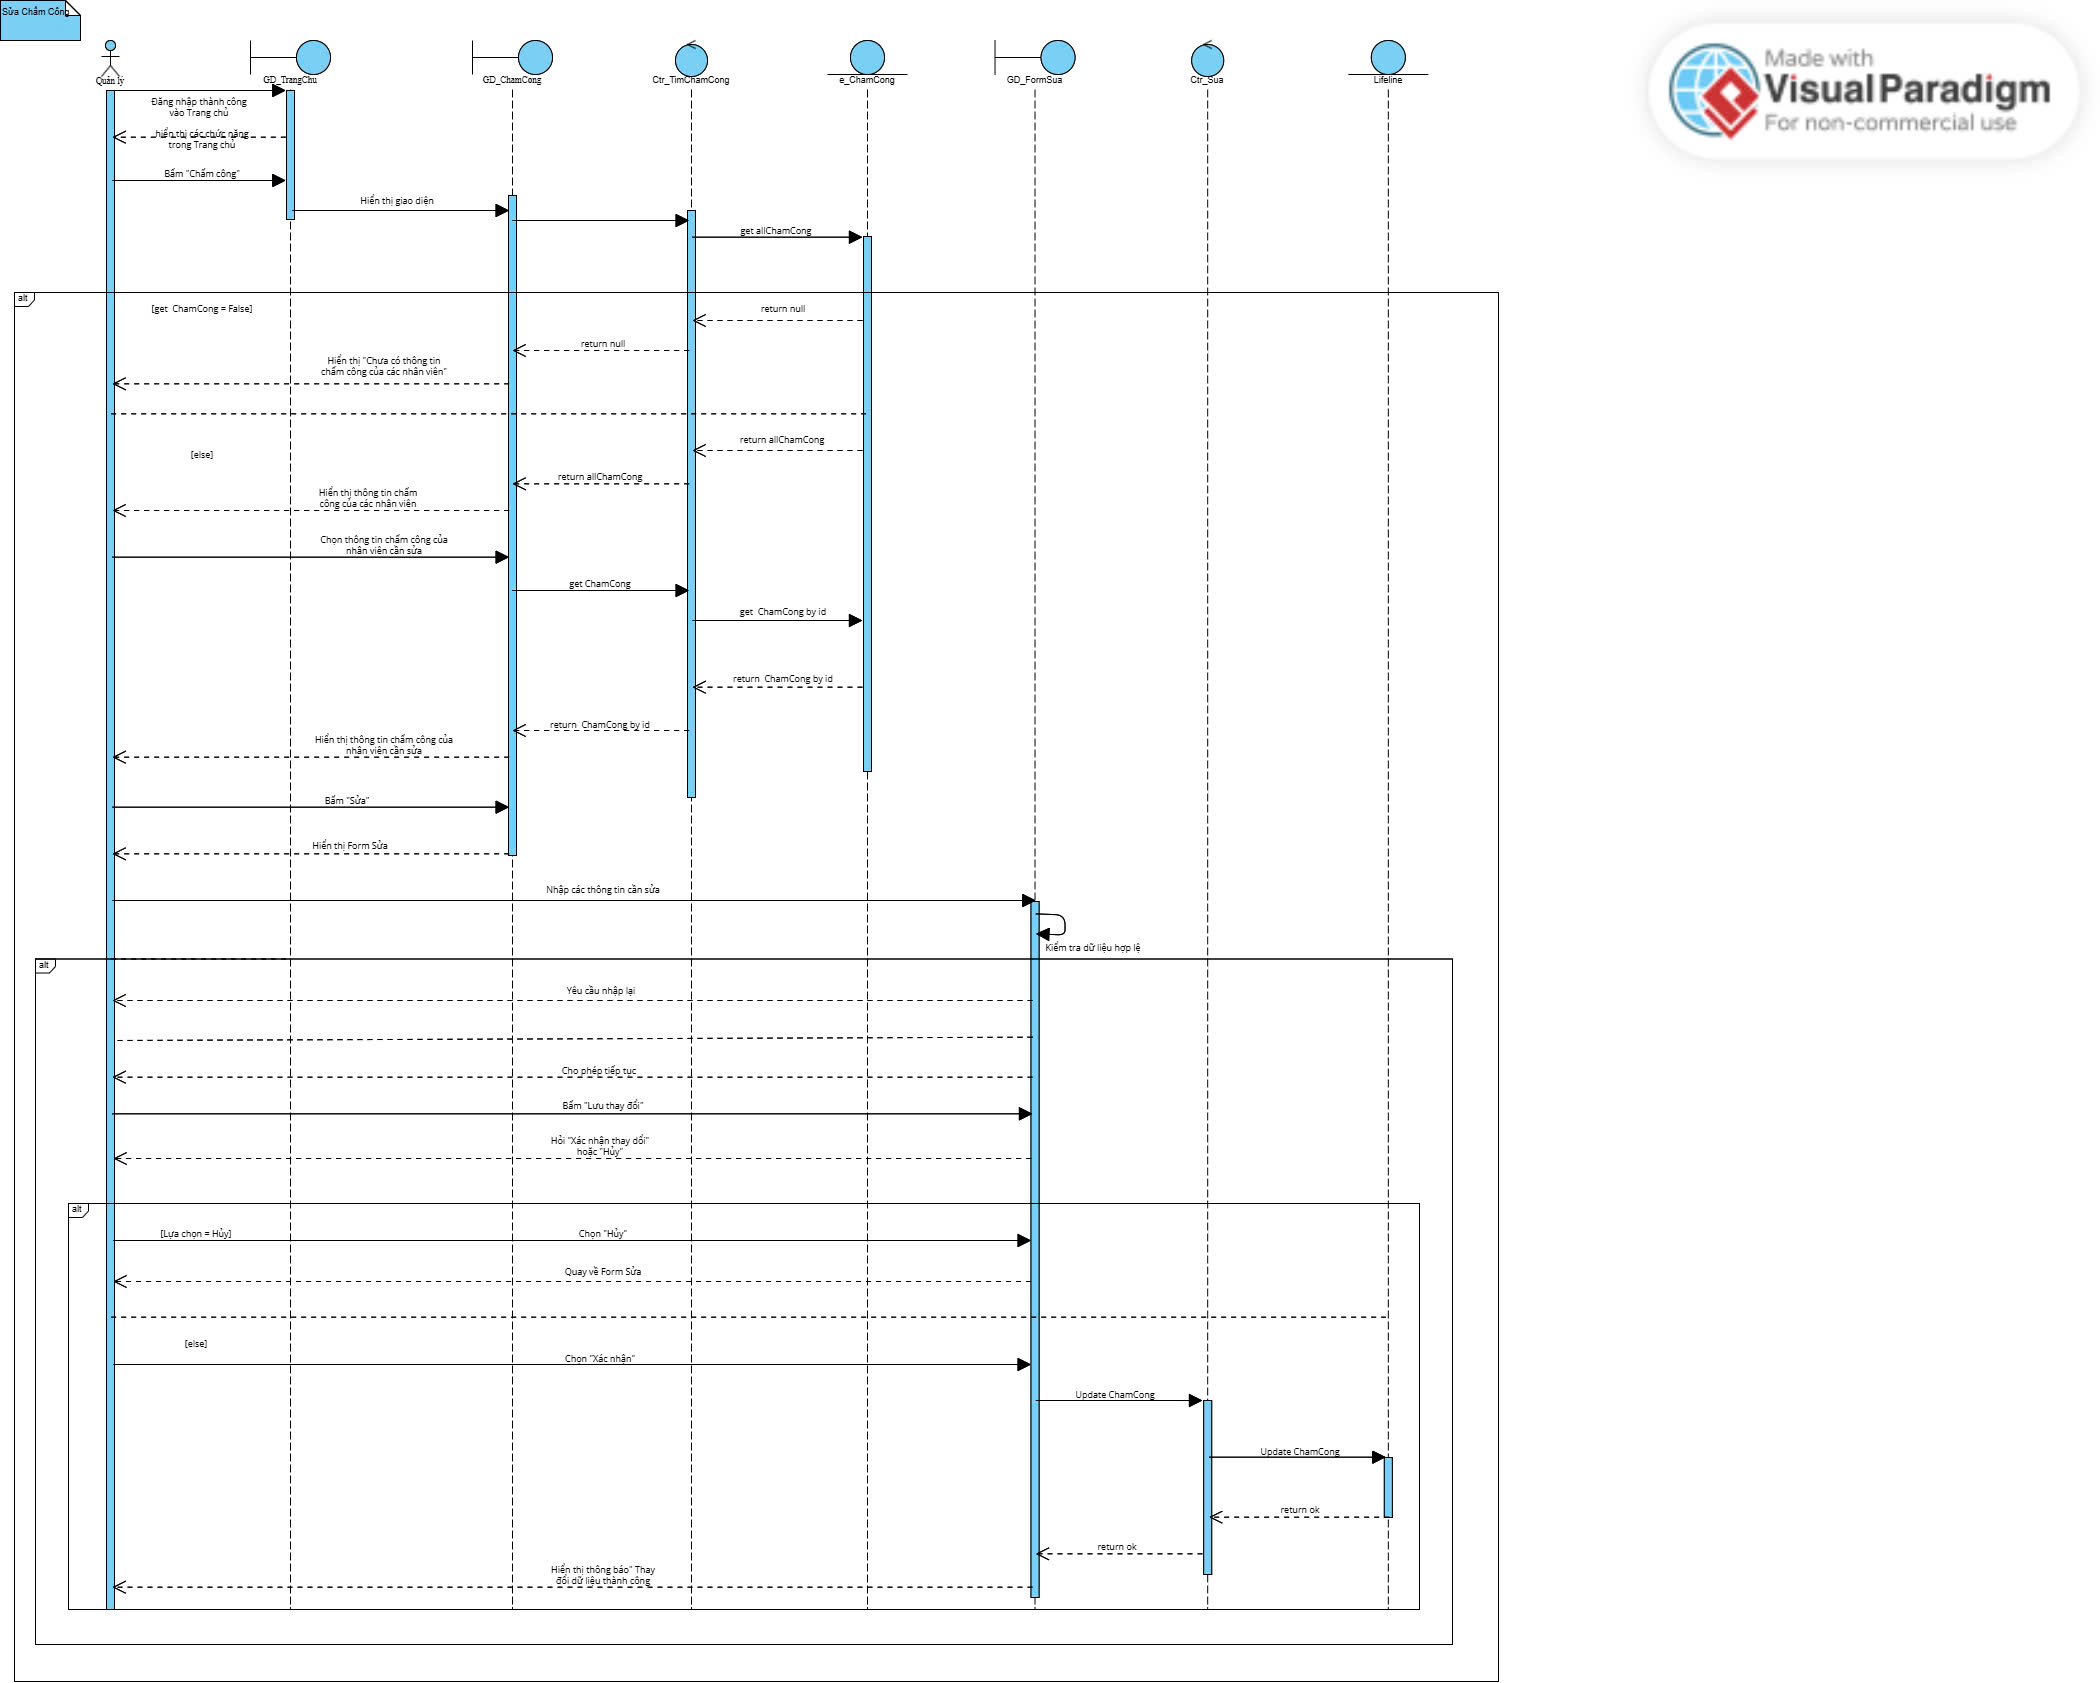 Sửa Chấm Công
Made with
Visual Paradigm
For non-commercial use
Quản lý
GD_TrangChu
GD_ChamCong
Ctr_TimChamCong
e_ChamCong
GD_FormSua
Ctr_Sua
Lifeline
Đăng nhập thành công
vào Trang chủ
hiển thị các chức năng
trong Trang chủ
Bấm "Chấm công"
Hiển thị giao diện
get allChamCong
alt
[get ChamCong = False]
return null
return null
Hiển thị "Chưa có thông tin
chấm công của các nhân viên"
return allChamCong
[else]
return allChamCong
Hiển thị thông tin chấm
công của các nhân viên
Chọn thông tin chấm công của
nhân viên cần sửa
get ChamCong
get ChamCong by id
return ChamCong by id
return ChamCong by id
Hiển thị thông tin chấm công của
nhân viên cần sửa
Bấm "Sửa"
Hiển thị Form Sửa
Nhập các thông tin cần sửa
Kiểm tra dữ liệu hợp lệ
alt
Yêu cầu nhập lại
Cho phép tiếp tục
Bấm "Lưu thay đổi"
Hỏi "Xác nhận thay dổi"
hoặc "Hủy"
alt
[Lựa chọn = Hủy]
Chọn "Hủy"
Quay về Form Sửa
[else]
Chọn "Xác nhận"
Update ChamCong
Update ChamCong
return ok
return ok
Hiển thị thông báo" Thay
đổi dữ liệu thành công